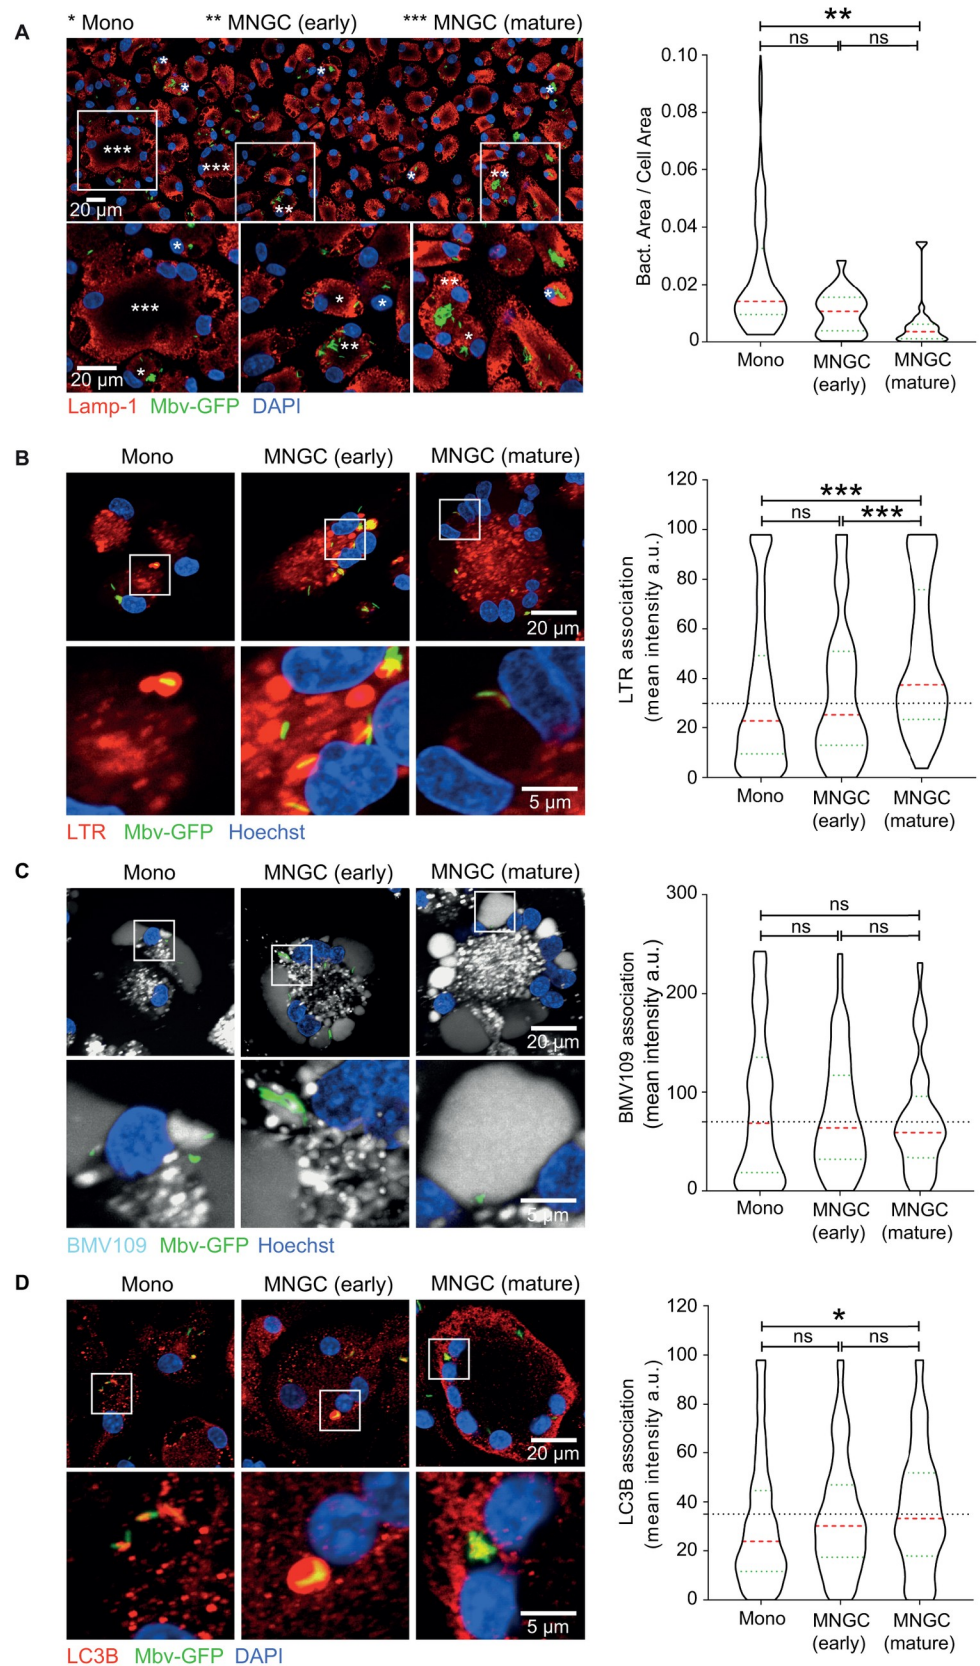 A
* Mono ** MNGC (early) *** MNGC (mature)
* * * * *
*** *** ** * **
20 µm
* *** * * * ** ** * *
20 µm
Lamp-1 Mbv-GFP DAPI
**
ns ns
Bact. Area / Cell Area
0.10
0.08
0.06
0.04
0.02
0
Mono MNGC (early) MNGC (mature)
B
Mono MNGC (early) MNGC (mature)
20 µm
5 µm
LTR Mbv-GFP Hoechst
***
ns ***
LTR association
(mean intensity a.u.)
120
100
80
60
40
20
0
Mono MNGC (early) MNGC (mature)
C
Mono MNGC (early) MNGC (mature)
20 µm
5 µm
BMV109 Mbv-GFP Hoechst
ns
ns ns
BMV109 association
(mean intensity a.u.)
300
200
100
0
Mono MNGC (early) MNGC (mature)
D
Mono MNGC (early) MNGC (mature)
20 µm
5 µm
LC3B Mbv-GFP DAPI
*
ns ns
LC3B association
(mean intensity a.u.)
120
100
80
60
40
20
0
Mono MNGC (early) MNGC (mature)